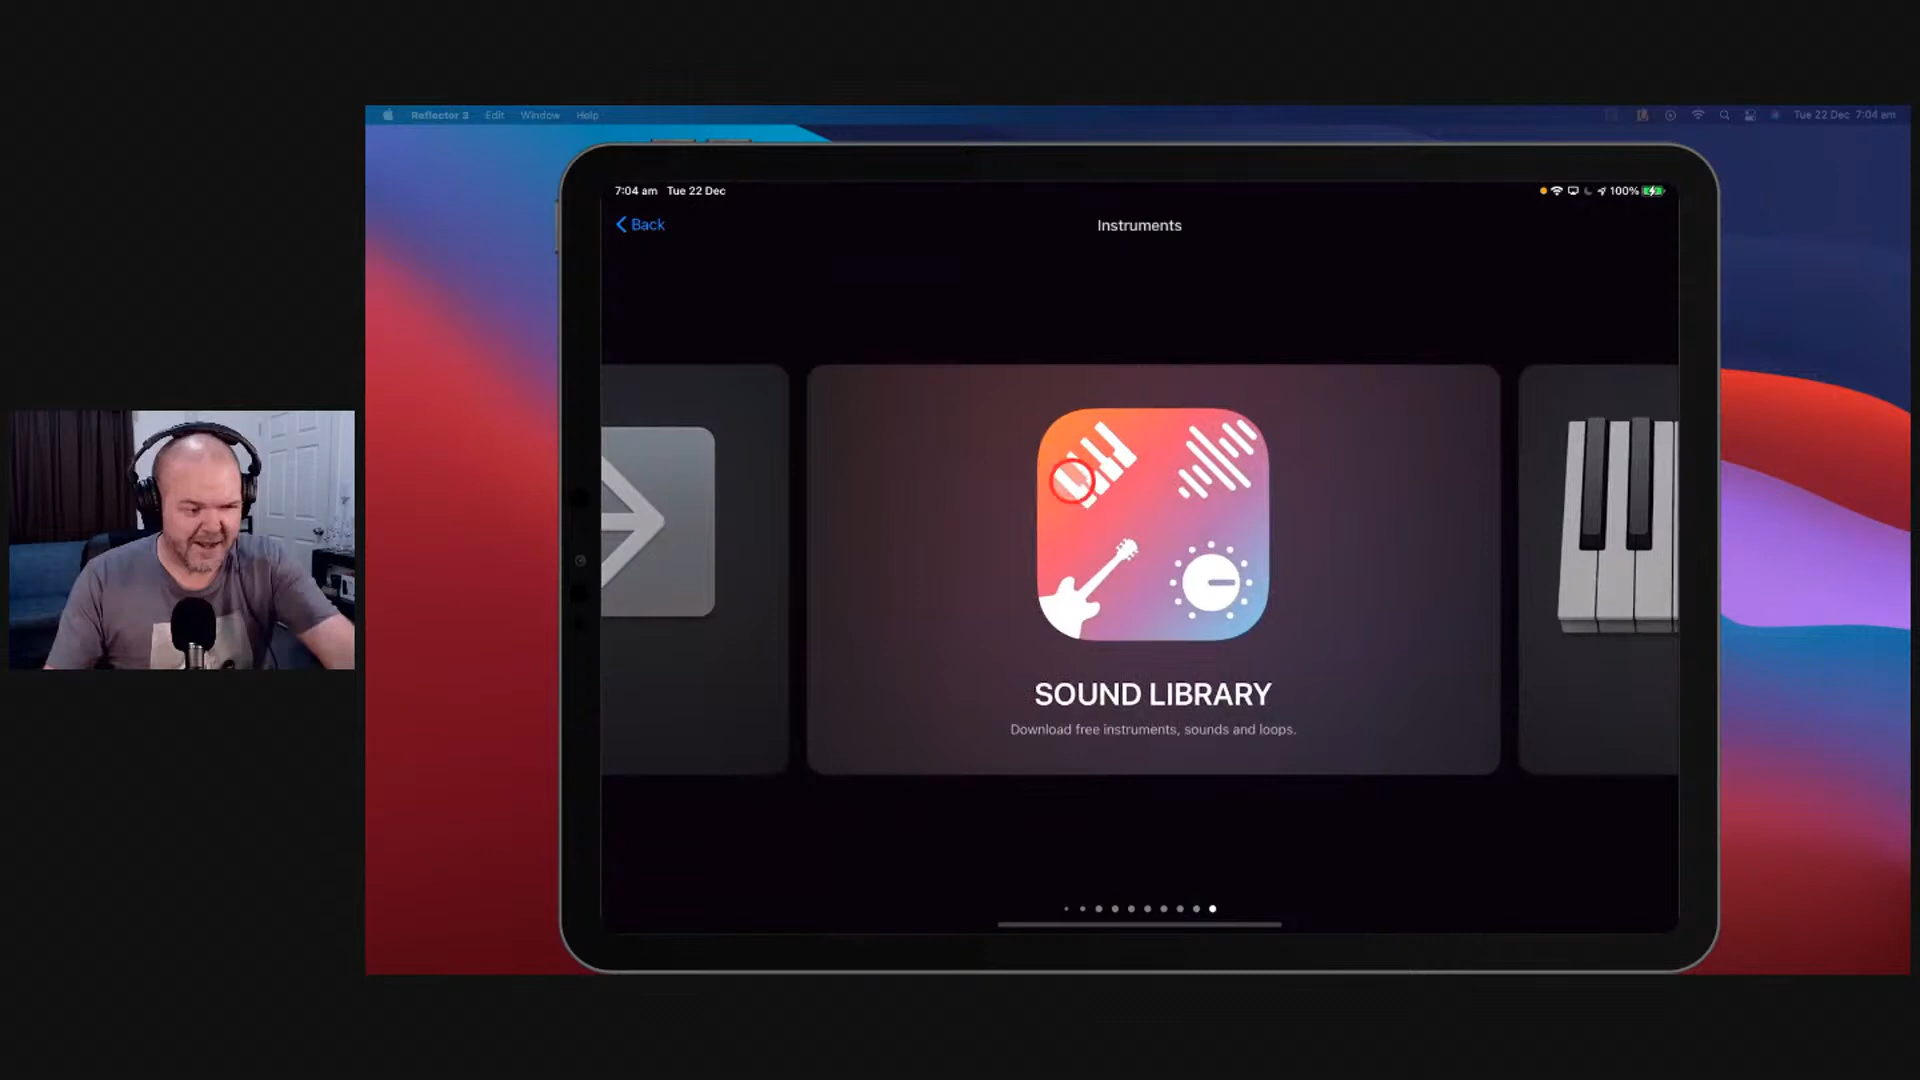 Reflector 3 Edit Window Help
Tue 22 Dec 7:04 am
7:04 am Tue 22 Dec
100%
Back
Instruments
SOUND LIBRARY
Download free instruments, sounds and loops.